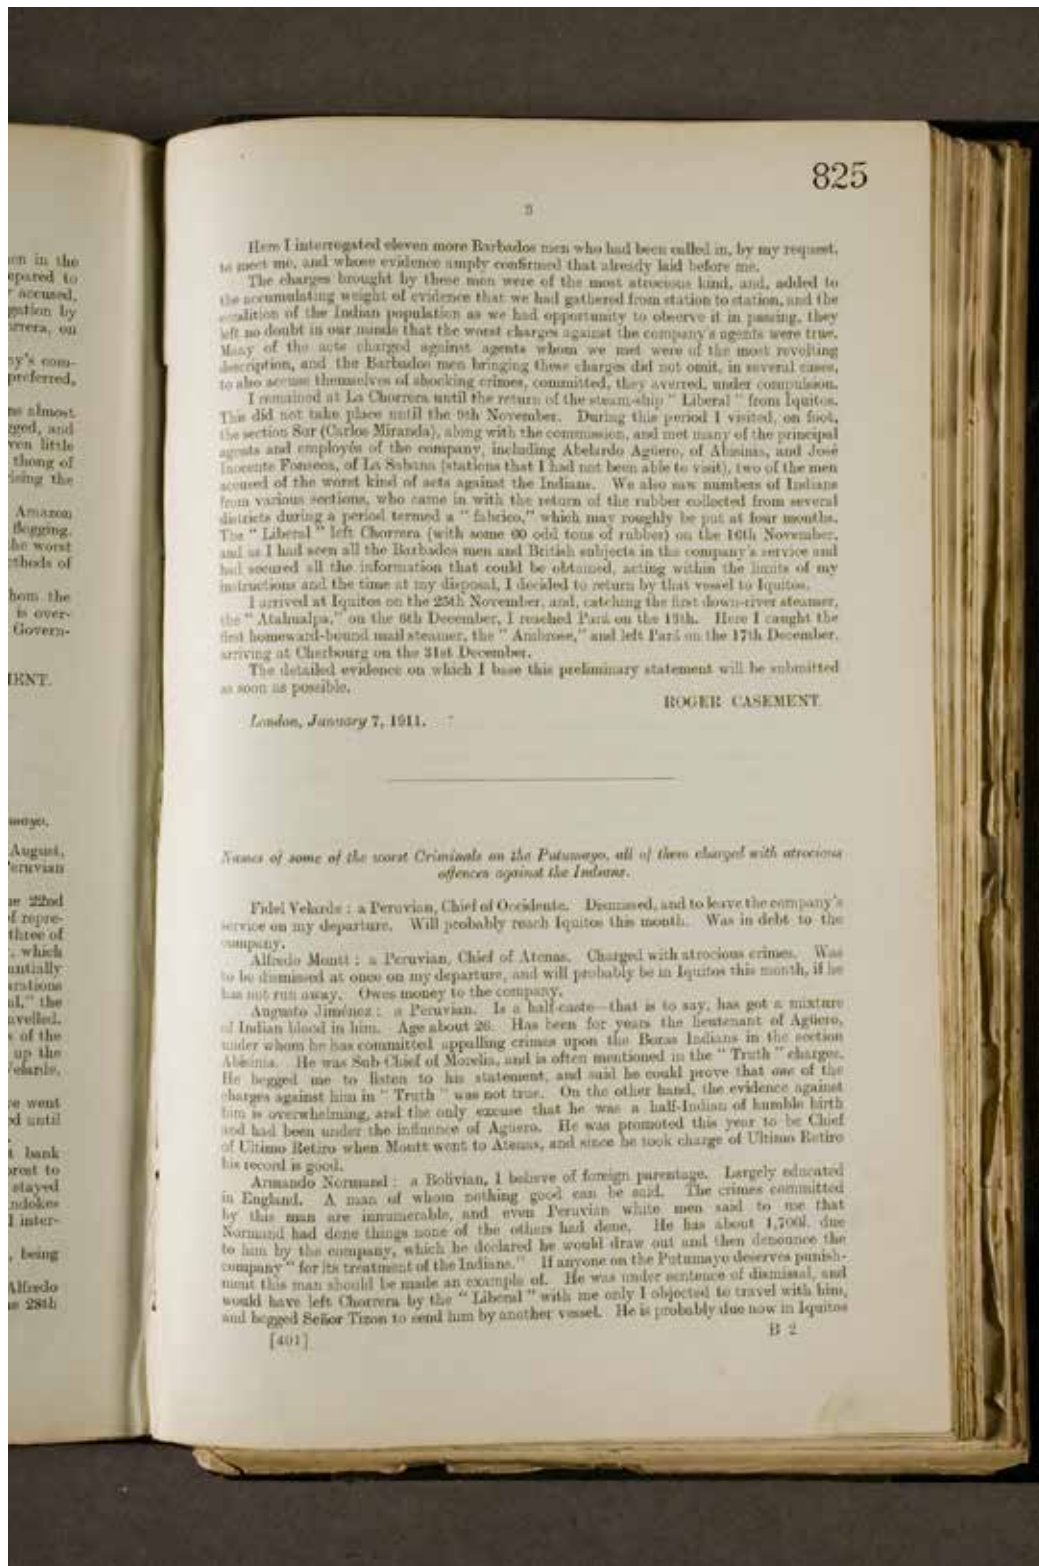 825
3
Here I interrogated eleven more Barbados men who had been called in, by my request,
to meet me, and whose evidence amply confirmed that already laid before me.
The charges brought by these men were of the most atrocious kind, and, added to
the accumulating weight of evidence that we had gathered from station to station, and the
condition of the Indian population as we had opportunity to observe it in passing, they
left no doubt in our minds that the worst charges against the company's agents were true.
Many of the acts charged against agents whom we met were of the most revolting
description, and the Barbados men bringing these charges did not omit, in several cases,
to also accuse themselves of shocking crimes, committed, they averred, under compulsion.
I remained at La Chorrera until the return of the steam-ship " Liberal " from Iquitos.
This did not take place until the 9th November. During this period I visited, on foot,
the section Sur (Carlos Miranda), along with the commission, and met many of the principal
agents and employés of the company, including Abelardo Agüero, of Abisinia, and José
Inocente Fonseca, of La Sabana (stations that I had not been able to visit), two of the men
accused of the worst kind of acts against the Indians. We also saw numbers of Indians
from various sections, who came in with the return of the rubber collected from several
districts during a period termed a " fabrico," which may roughly be put at four months.
The " Liberal " left Chorrera (with some 60 odd tons of rubber) on the 16th November,
and as I had seen all the Barbados men and British subjects in the company's service and
had secured all the information that could be obtained, acting within the limits of my
instructions and the time at my disposal, I decided to return by that vessel to Iquitos.
I arrived at Iquitos on the 25th November, and, catching the first down-river steamer,
the " Atahualpa," on the 6th December, I reached Pará on the 13th. Here I caught the
first homeward-bound mail steamer, the " Ambrose," and left Pará on the 17th December,
arriving at Cherbourg on the 31st December.
The detailed evidence on which I base this preliminary statement will be submitted
as soon as possible.
ROGER CASEMENT.
London, January 7, 1911.
Names of some of the worst Criminals on the Putumayo, all of them charged with atrocious
offences against the Indians.
Fidel Velarde : a Peruvian, Chief of Occidente. Dismissed, and to leave the company's
service on my departure. Will probably reach Iquitos this month. Was in debt to the
company.
Alfredo Montt : a Peruvian, Chief of Atenas. Charged with atrocious crimes. Was
to be dismissed at once on my departure, and will probably be in Iquitos this month, if he
has not run away. Owes money to the company.
Augusto Jiménez : a Peruvian. Is a half-caste—that is to say, has got a mixture
of Indian blood in him. Age about 26. Has been for years the lieutenant of Agüero,
under whom he has committed appalling crimes upon the Boras Indians in the section
Abisinia. He was Sub-Chief of Morelia, and is often mentioned in the " Truth " charges.
He begged me to listen to his statement, and said he could prove that one of the
charges against him in " Truth " was not true. On the other hand, the evidence against
him is overwhelming, and the only excuse that he was a half-Indian of humble birth
and had been under the influence of Agüero. He was promoted this year to be Chief
of Ultimo Retiro when Montt went to Atenas, and since he took charge of Ultimo Retiro
his record is good.
Armando Normand : a Bolivian, I believe of foreign parentage. Largely educated
in England. A man of whom nothing good can be said. The crimes committed
by this man are innumerable, and even Peruvian white men said to me that
Normand had done things none of the others had done. He has about 1,700l. due
to him by the company, which he declared he would draw out and then denounce the
company " for its treatment of the Indians." If anyone on the Putumayo deserves punish-
ment this man should be made an example of. He was under sentence of dismissal, and
would have left Chorrera by the " Liberal " with me only I objected to travel with him,
and begged Señor Tizon to send him by another vessel. He is probably due now in Iquitos
[401]
B 2